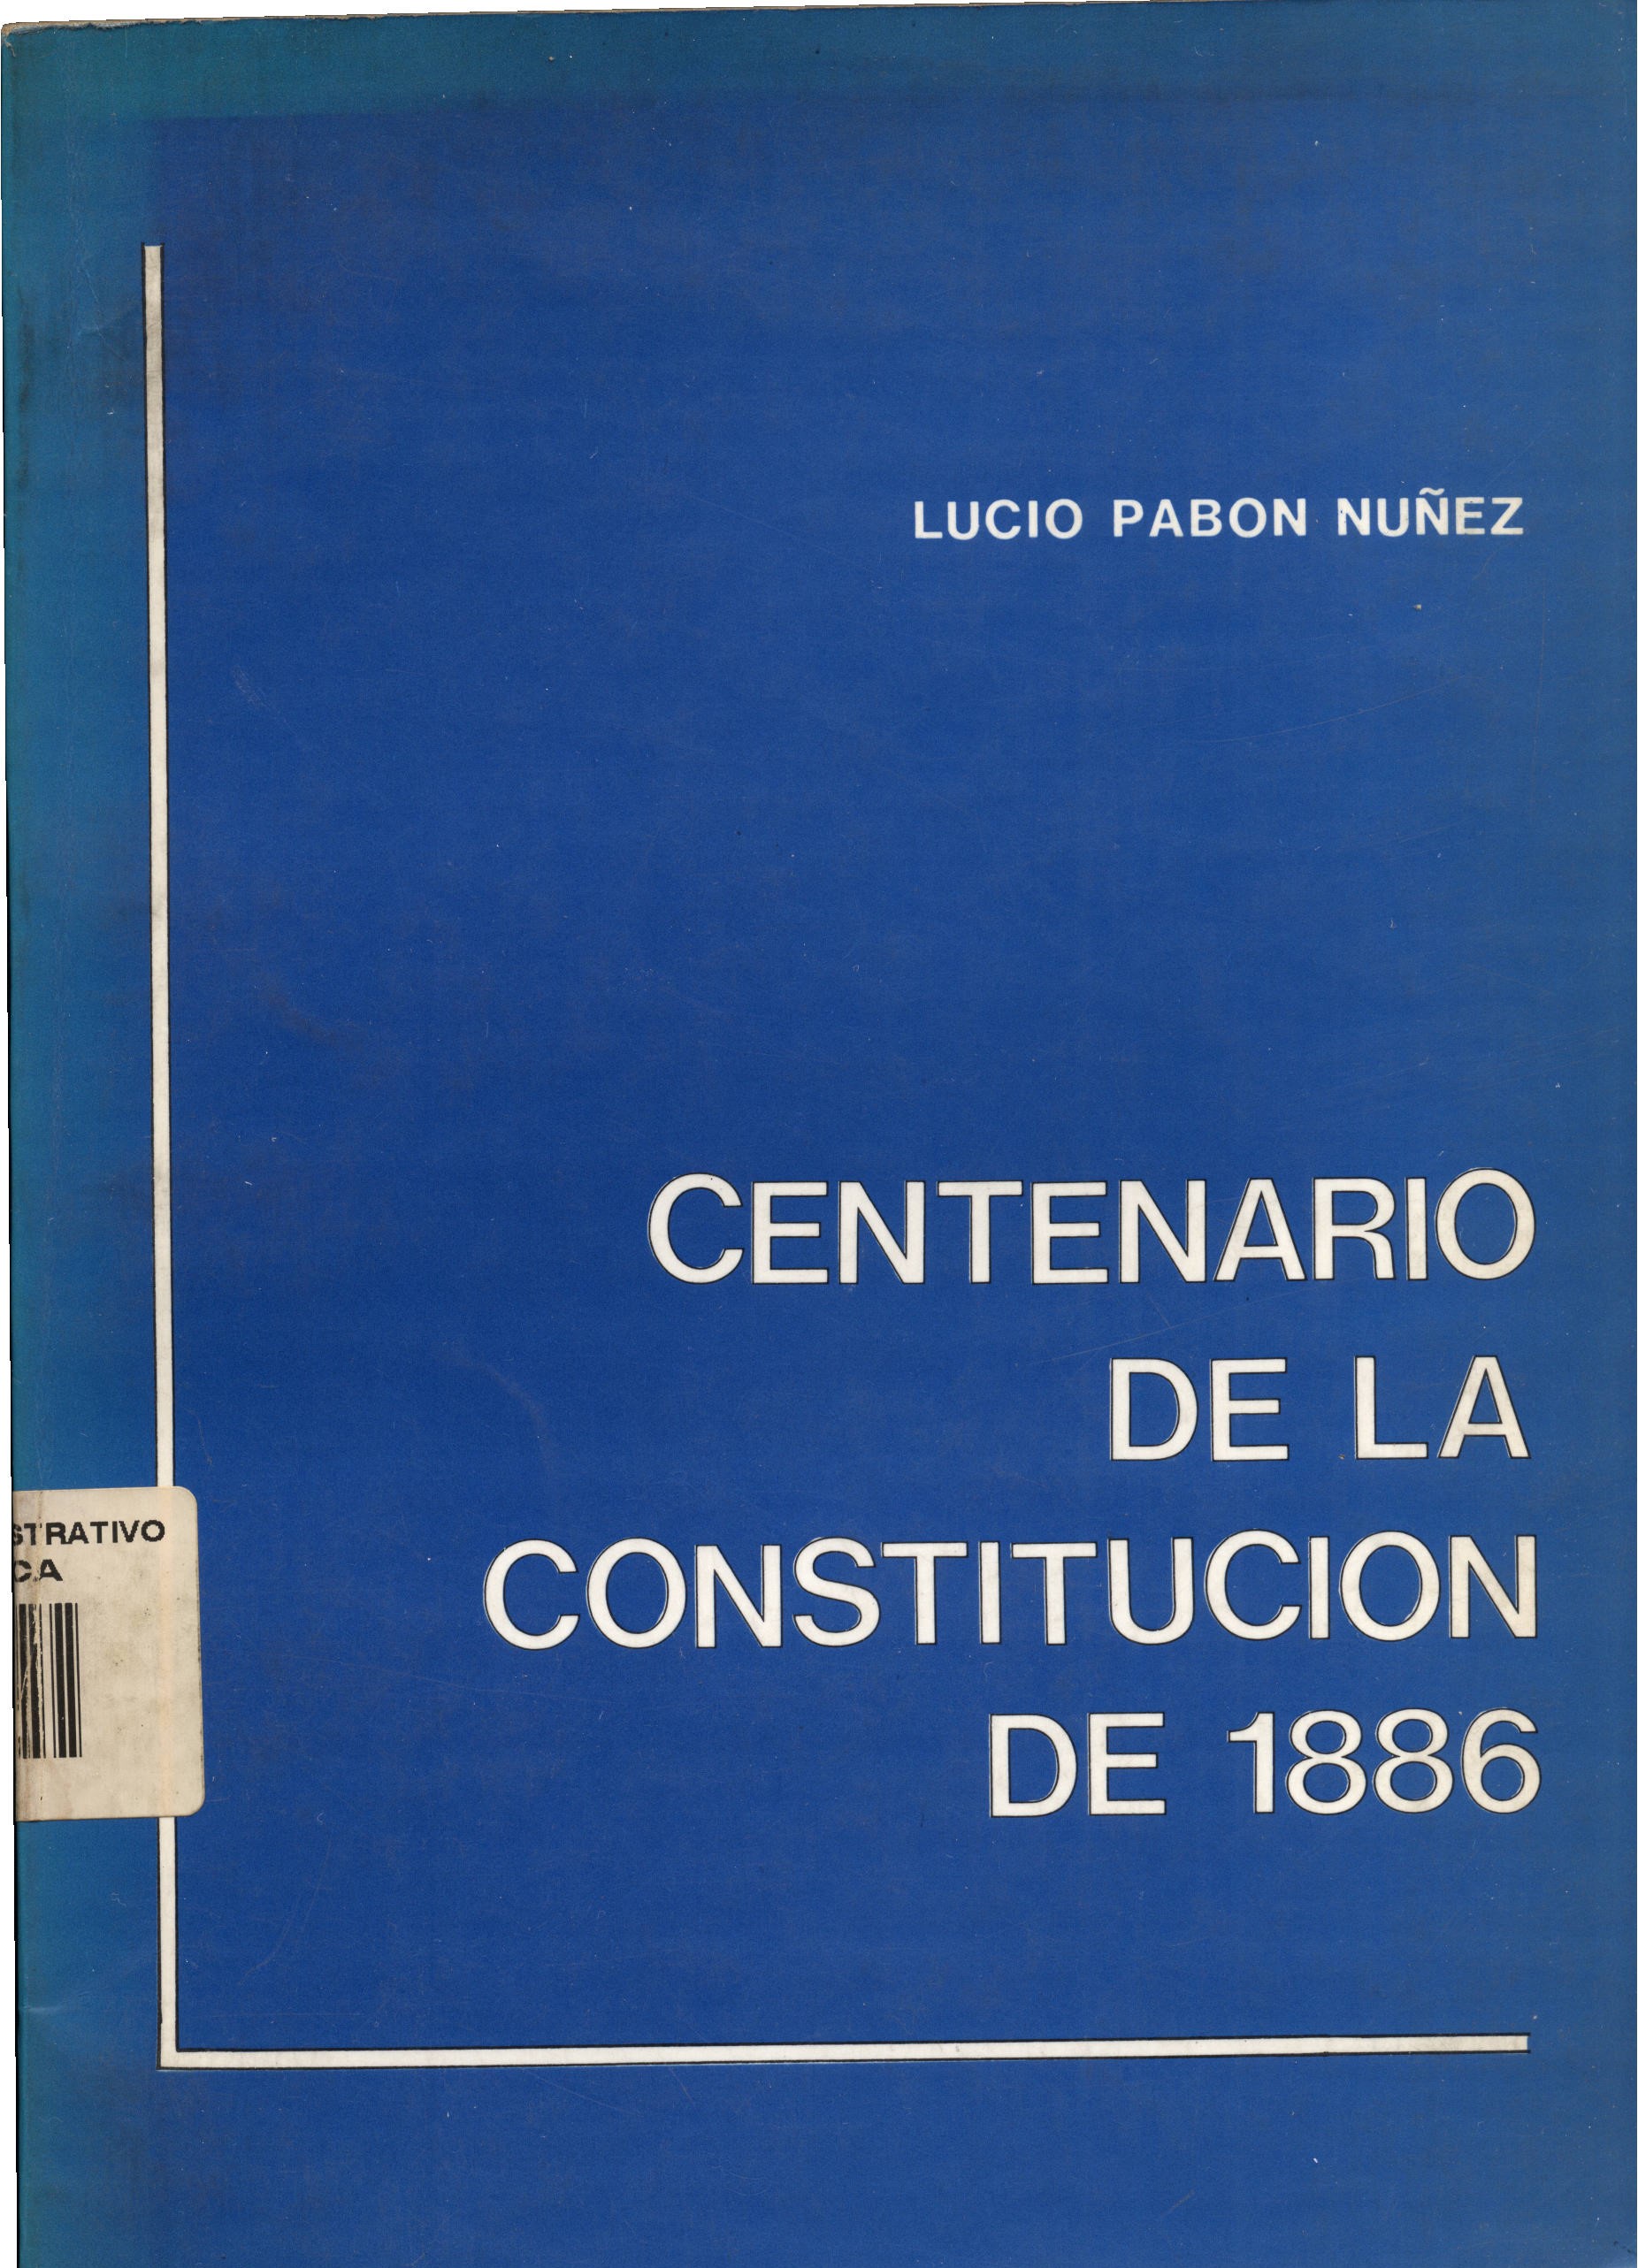 LUCIO PABON NUÑEZ
CENTENARIO
DE LA
CONSTITUCION
DE 1886
STRATIVO
CA